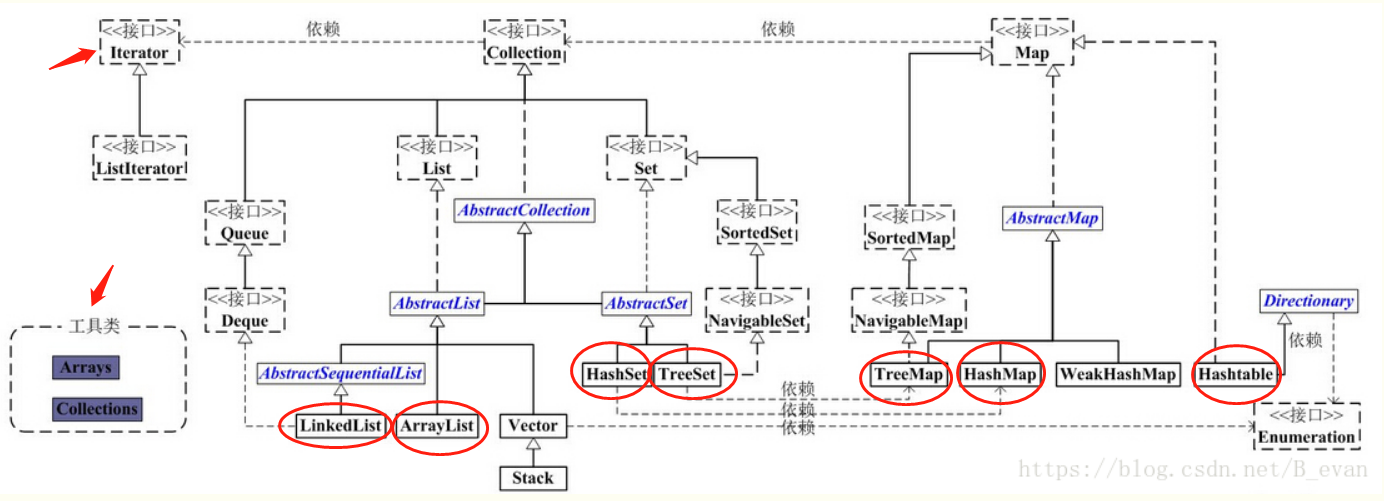 <<接口>>
Iterator
依赖
<<接口>>
Collection
依赖
<<接口>>
Map
<<接口>>
ListIterator
<<接口>>
List
<<接口>>
Set
<<接口>>
Queue
AbstractCollection
<<接口>>
SortedSet
<<接口>>
SortedMap
AbstractMap
<<接口>>
Deque
AbstractList
AbstractSet
<<接口>>
NavigableSet
<<接口>>
NavigableMap
Directionary
依赖
工具类
Arrays
Collections
AbstractSequentialList
HashSet
TreeSet
TreeMap
HashMap
WeakHashMap
Hashtable
依赖
依赖
依赖
LinkedList
ArrayList
Vector
<<接口>>
Enumeration
Stack
https://blog.csdn.net/B_evan